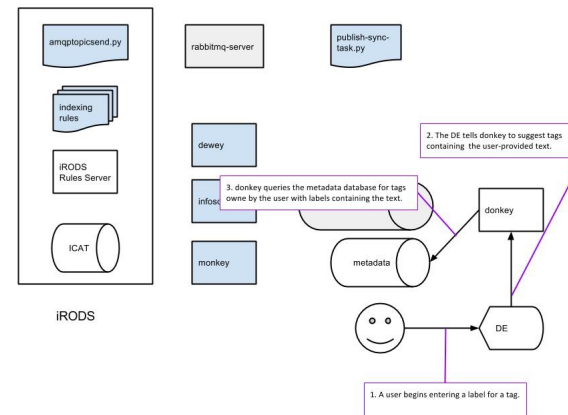 amqptopicsend.py
rabbitmq-server
publish-sync-
task.py
indexing
rules
2. The DE tells donkey to suggest tags
containing the user-provided text.
dewey
iRODS
Rules Server
3. donkey queries the metadata database for tags
owne by the user with labels containing the text.
donkey
ICAT
monkey
metadata
iRODS
DE
1. A user begins entering a label for a tag.